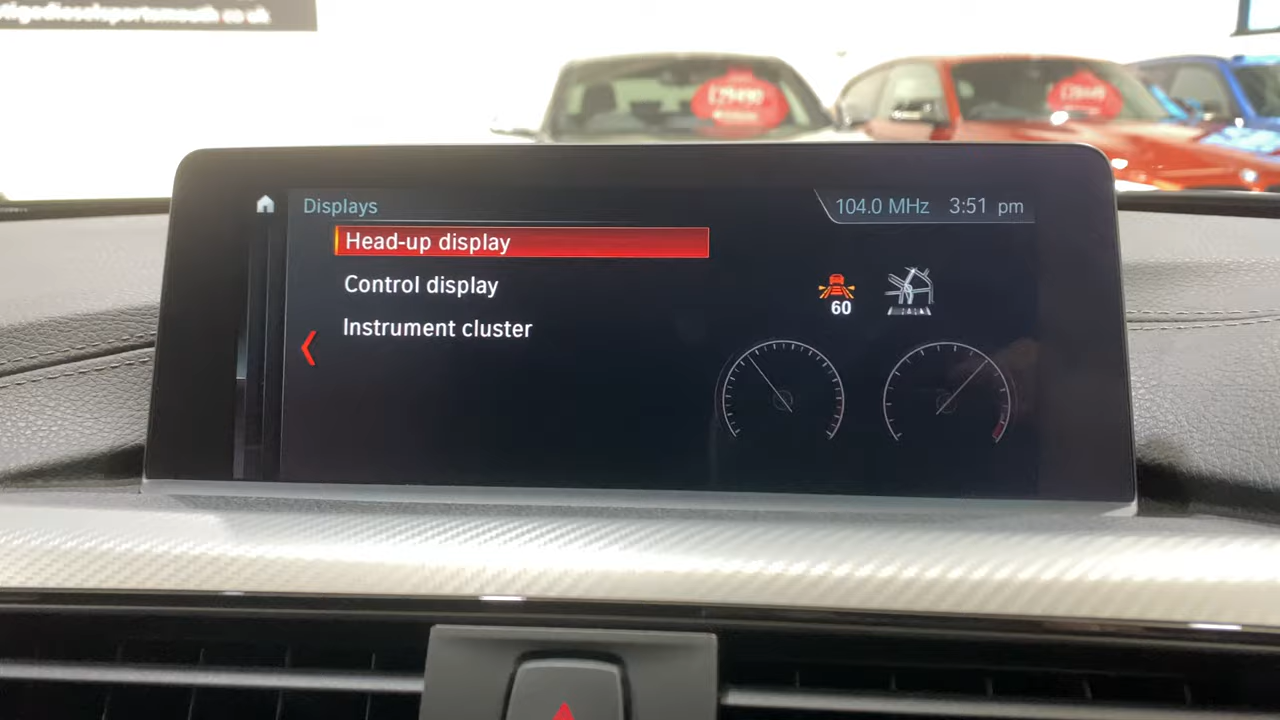 Displays
104.0 MHz 3:51 pm
Head-up display
Control display
Instrument cluster
60